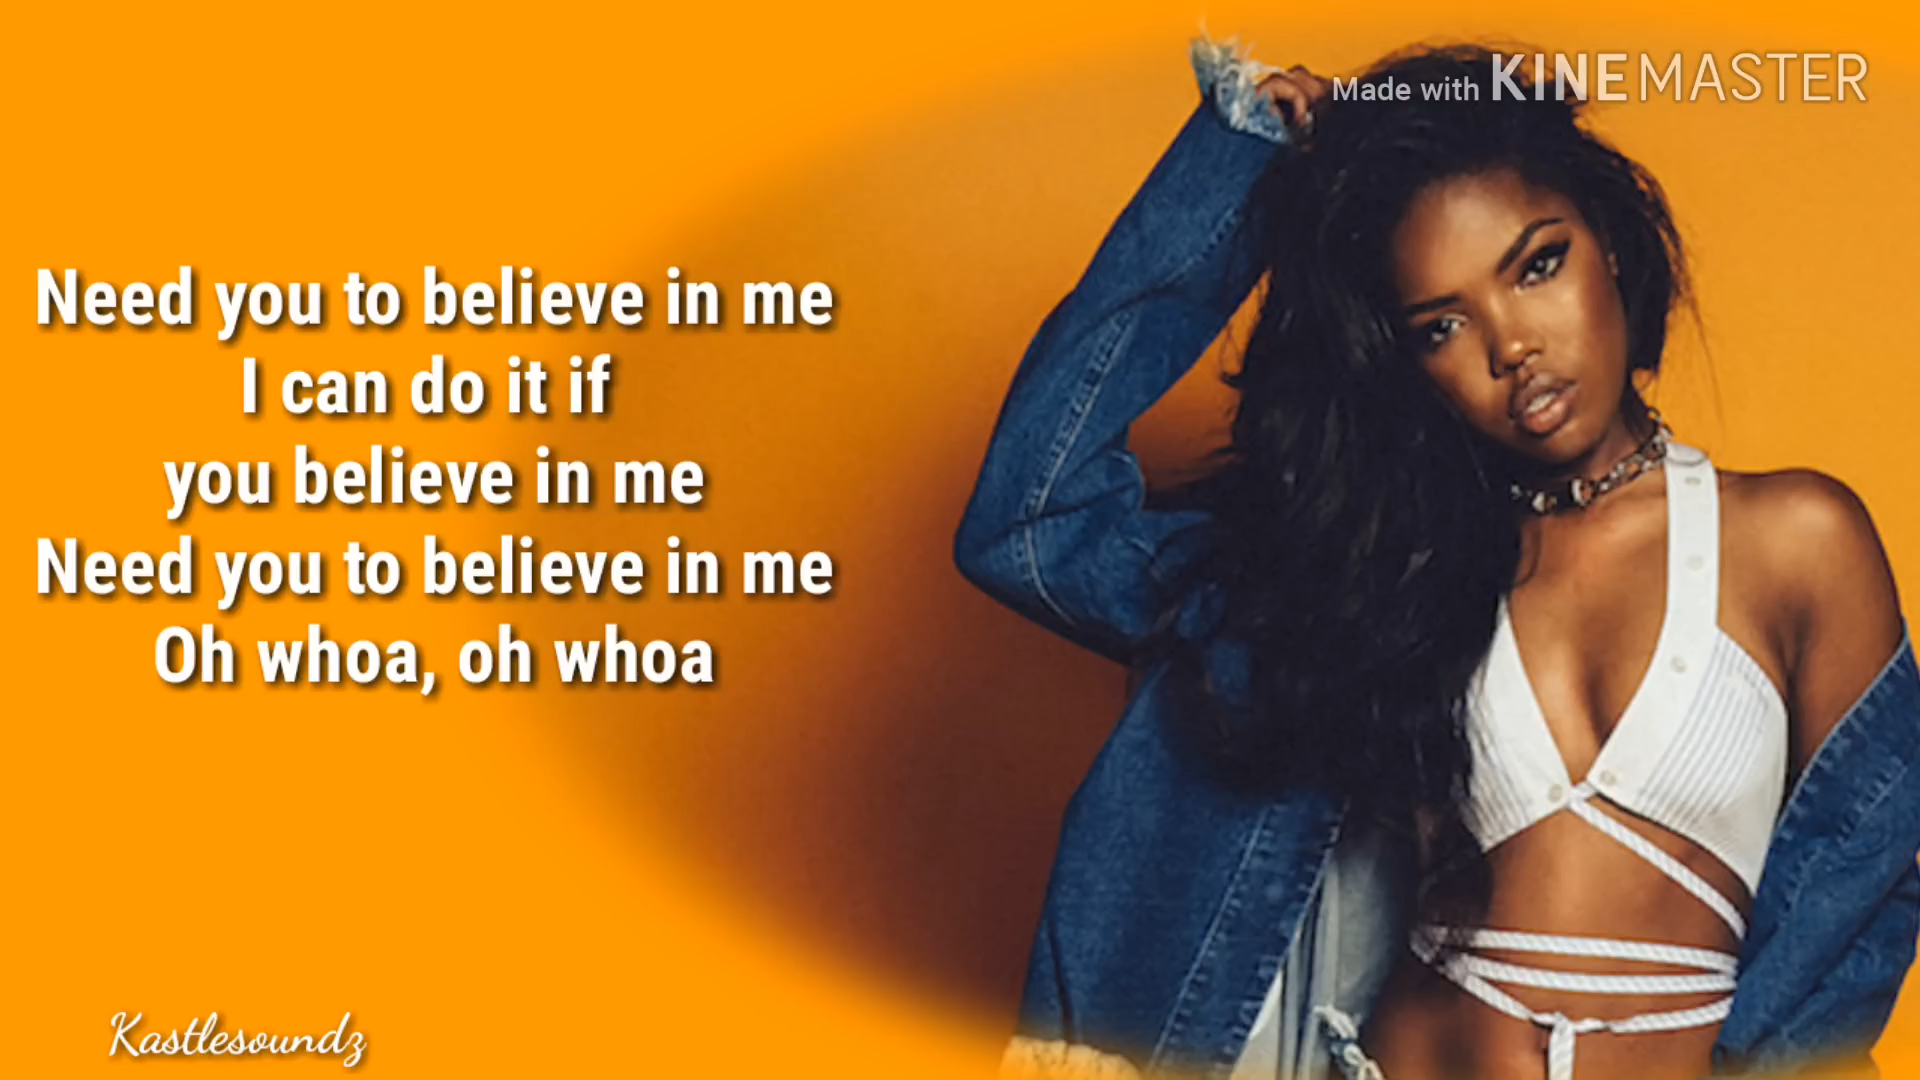 Made with KINEMASTER
Need you to believe in me
I can do it if
you believe in me
Need you to believe in me
Oh whoa, oh whoa
Kastlesoundz